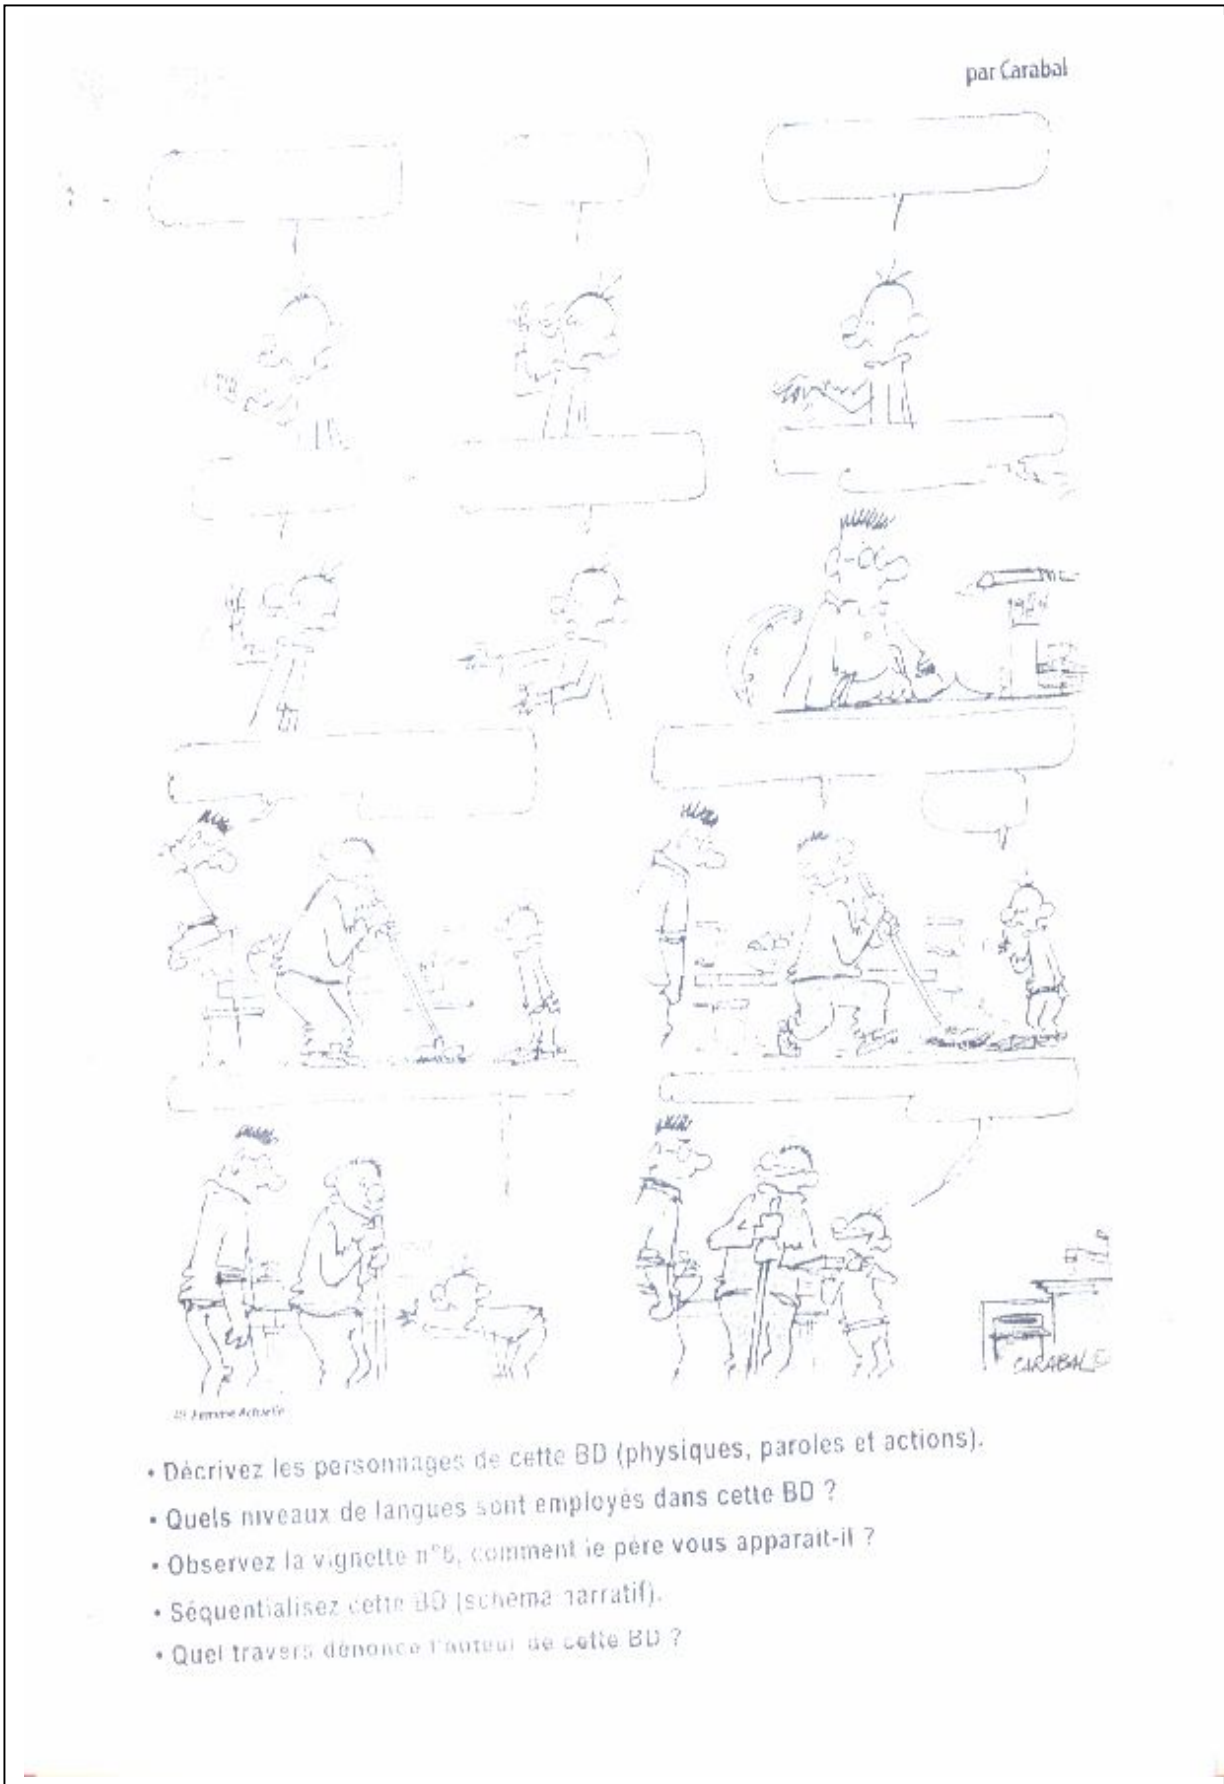 par Carabal
1984
CARABAL ©
Femme Actuelle
• Décrivez les personnages de cette BD (physiques, paroles et actions).
• Quels niveaux de langues sont employés dans cette BD ?
• Observez la vignette n°6, comment le père vous apparait-il ?
• Séquentialisez cette BD (schéma narratif).
• Quel travers dénonce l'auteur de cette BD ?